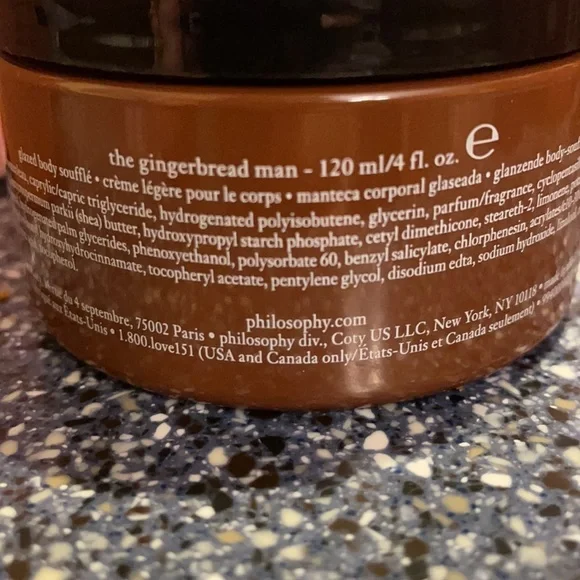 the gingerbread man - 120 ml/4 fl. oz. e
glazed body soufflé • crème légère pour le corps • manteca corporal glaseada • glanzende body-
caprylic/capric triglyceride, hydrogenated polyisobutene, glycerin, parfum/fragrance,
parkii (shea) butter, hydroxypropyl starch phosphate, cetyl dimethicone, steareth-2, limonene,
palm glycerides, phenoxyethanol, polysorbate 60, benzyl salicylate, chlorphenesin,
tocopheryl acetate, pentylene glycol, disodium edta, sodium hydroxide,
philosophy.com
du 4 septembre, 75002 Paris • philosophy div., Coty US LLC, New York, NY 10118 •
aux États-Unis • 1.800.love151 (USA and Canada only/États-Unis et Canada seulement) •